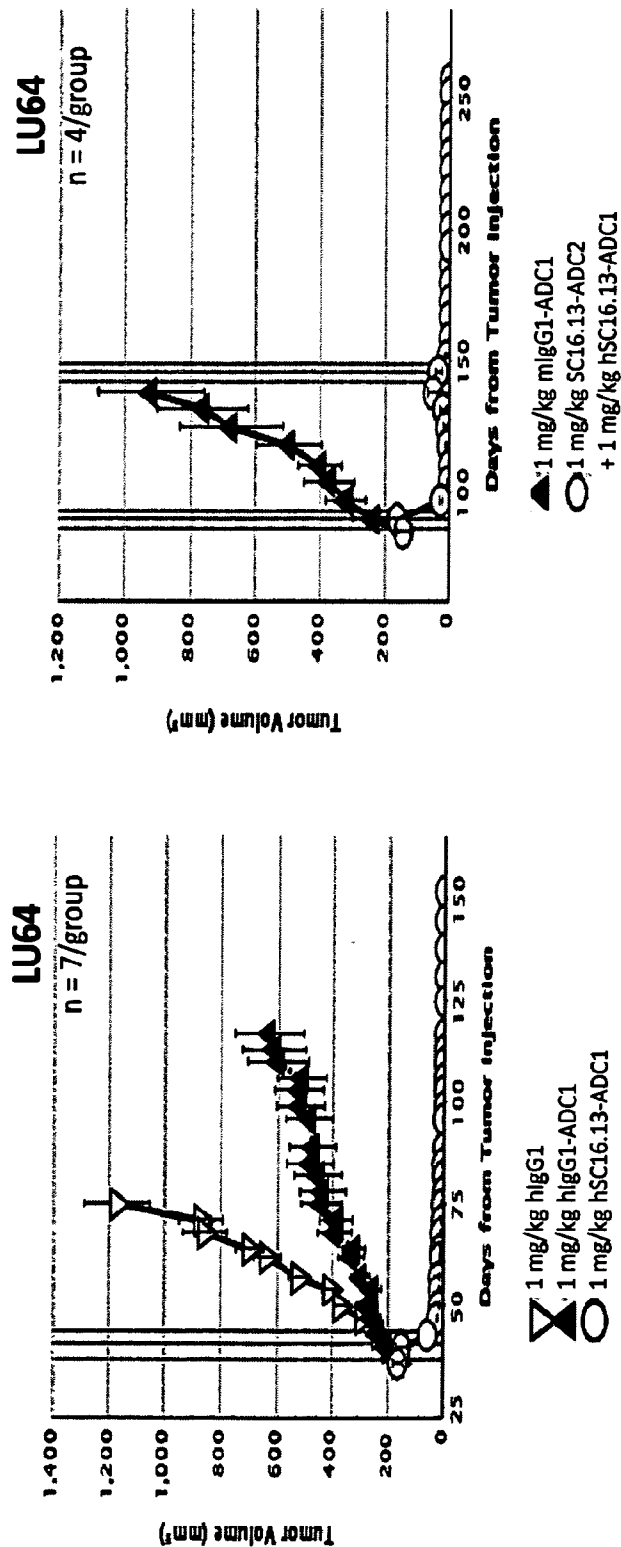 LU64
n = 7/group
1,400
1,200
1,000
800
600
400
200
0
Tumor Volume (mm³)
25
50
75
100
125
150
Days from Tumor Injection
1 mg/kg hIgG1
1 mg/kg hIgG1-ADC1
1 mg/kg hSC16.13-ADC1
LU64
n = 4/group
1,200
1,000
800
600
400
200
0
Tumor Volume (mm³)
100
150
200
250
Days from Tumor Injection
1 mg/kg mIgG1-ADC1
1 mg/kg SC16.13-ADC2
+ 1 mg/kg hSC16.13-ADC1